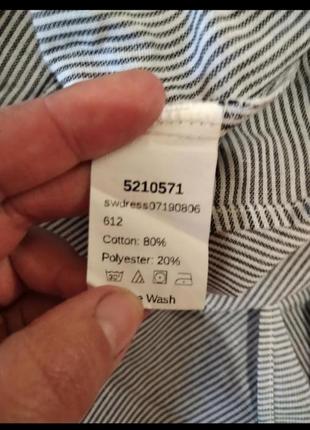 5210571
swdress07190806
612
Cotton: 80%
Polyester: 20%
Wash